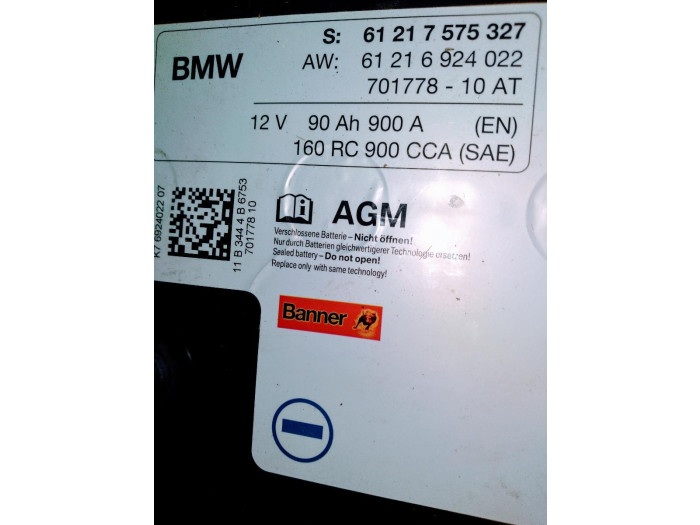 S: 61 21 7 575 327
BMW
AW: 61 21 6 924 022
701778 - 10 AT
12 V 90 Ah 900 A (EN)
160 RC 900 CCA (SAE)
K7 6924022 07
11 B 344 4 B 6753
701778 10
AGM
Verschlossene Batterie – Nicht öffnen!
Nur durch Batterien gleichwertigerer Technologie ersetzen!
Sealed battery – Do not open!
Replace only with same technology!
Banner